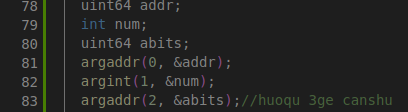 78 uint64 addr;
79 int num;
80 uint64 abits;
81 argaddr(0, &addr);
82 argint(1, &num);
83 argaddr(2, &abits);//huoqu 3ge canshu